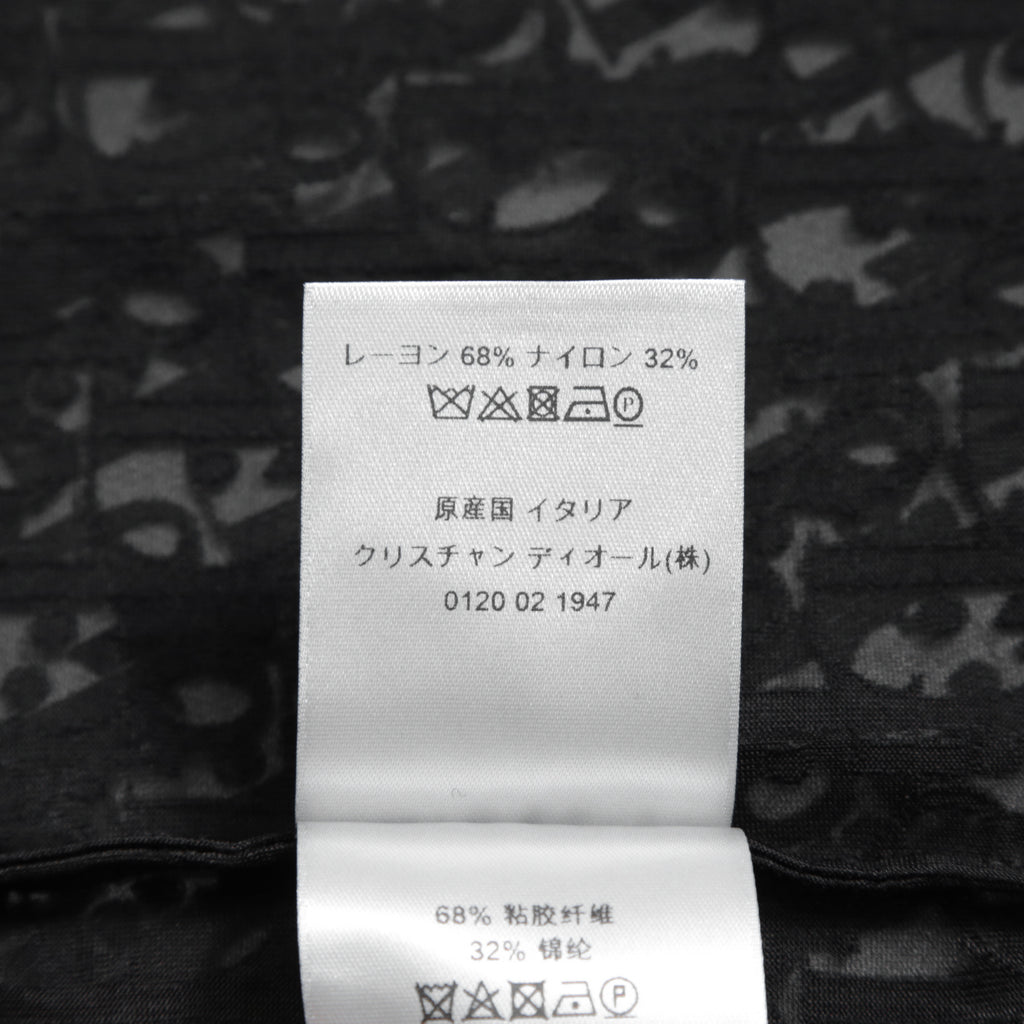 レーヨン 68% ナイロン 32%
P
原産国 イタリア
クリスチャン ディオール(株)
0120 02 1947
68% 粘胶纤维
32% 锦纶
P